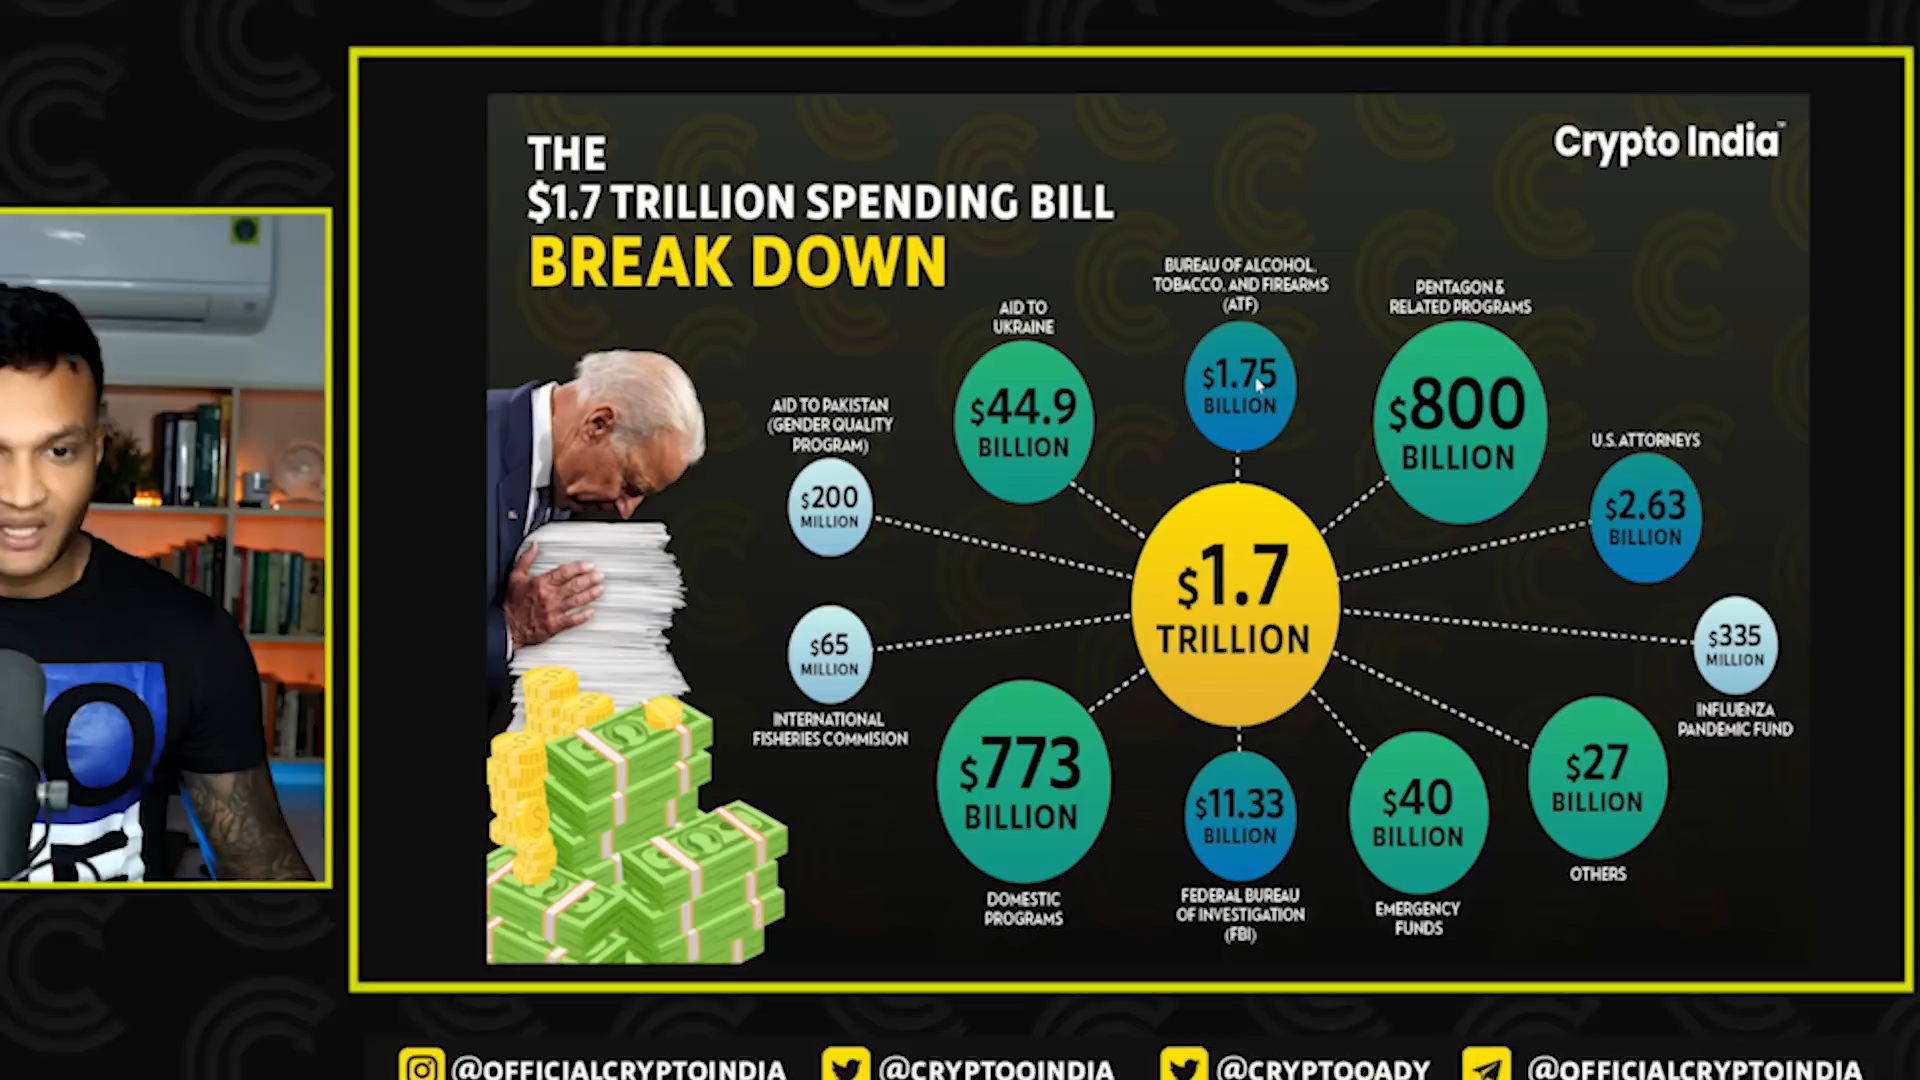 THE
$1.7 TRILLION SPENDING BILL
BREAK DOWN
Crypto India™
AID TO PAKISTAN
(GENDER QUALITY
PROGRAM)
$200
MILLION
AID TO
UKRAINE
$44.9
BILLION
BUREAU OF ALCOHOL,
TOBACCO, AND FIREARMS
(ATF)
$1.75
BILLION
PENTAGON &
RELATED PROGRAMS
$800
BILLION
U.S. ATTORNEYS
$2.63
BILLION
$1.7
TRILLION
$65
MILLION
INTERNATIONAL
FISHERIES COMMISION
$335
MILLION
INFLUENZA
PANDEMIC FUND
$773
BILLION
DOMESTIC
PROGRAMS
$11.33
BILLION
FEDERAL BUREAU
OF INVESTIGATION
(FBI)
$40
BILLION
EMERGENCY
FUNDS
$27
BILLION
OTHERS
@OFFICIALCRYPTOINDIA
@CRYPTOOINDIA
@CRYPTOOADY
@OFFICIALCRYPTOINDIA